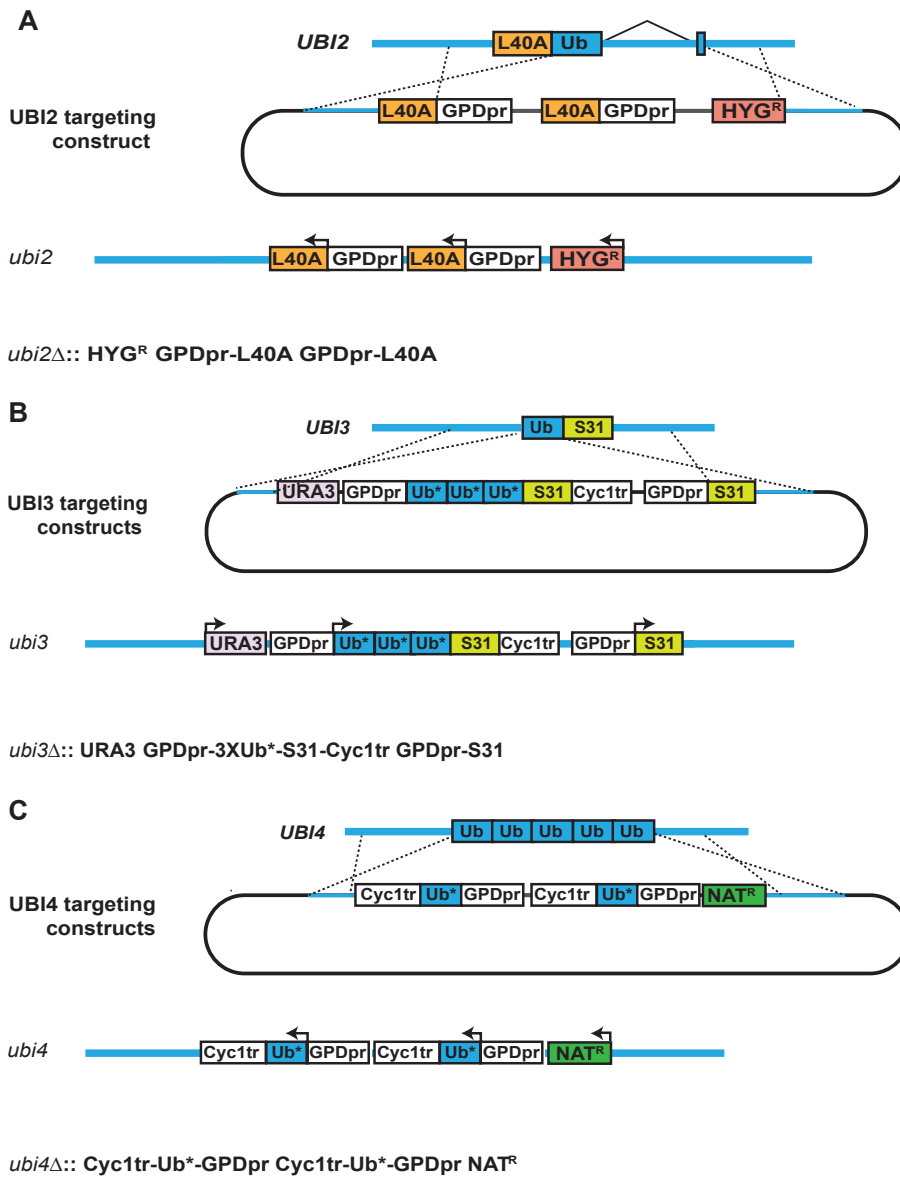 A
UBI2
L40A Ub
UBI2 targeting
construct
L40A GPDpr L40A GPDpr HYGR
ubi2
L40A GPDpr L40A GPDpr HYGR
ubi2Δ:: HYGR GPDpr-L40A GPDpr-L40A
B
UBI3
Ub S31
UBI3 targeting
constructs
URA3 GPDpr Ub* Ub* Ub* S31 Cyc1tr GPDpr S31
ubi3
URA3 GPDpr Ub* Ub* Ub* S31 Cyc1tr GPDpr S31
ubi3Δ:: URA3 GPDpr-3XUb*-S31-Cyc1tr GPDpr-S31
C
UBI4
Ub Ub Ub Ub Ub
UBI4 targeting
constructs
Cyc1tr Ub* GPDpr Cyc1tr Ub* GPDpr NATR
ubi4
Cyc1tr Ub* GPDpr Cyc1tr Ub* GPDpr NATR
ubi4Δ:: Cyc1tr-Ub*-GPDpr Cyc1tr-Ub*-GPDpr NATR